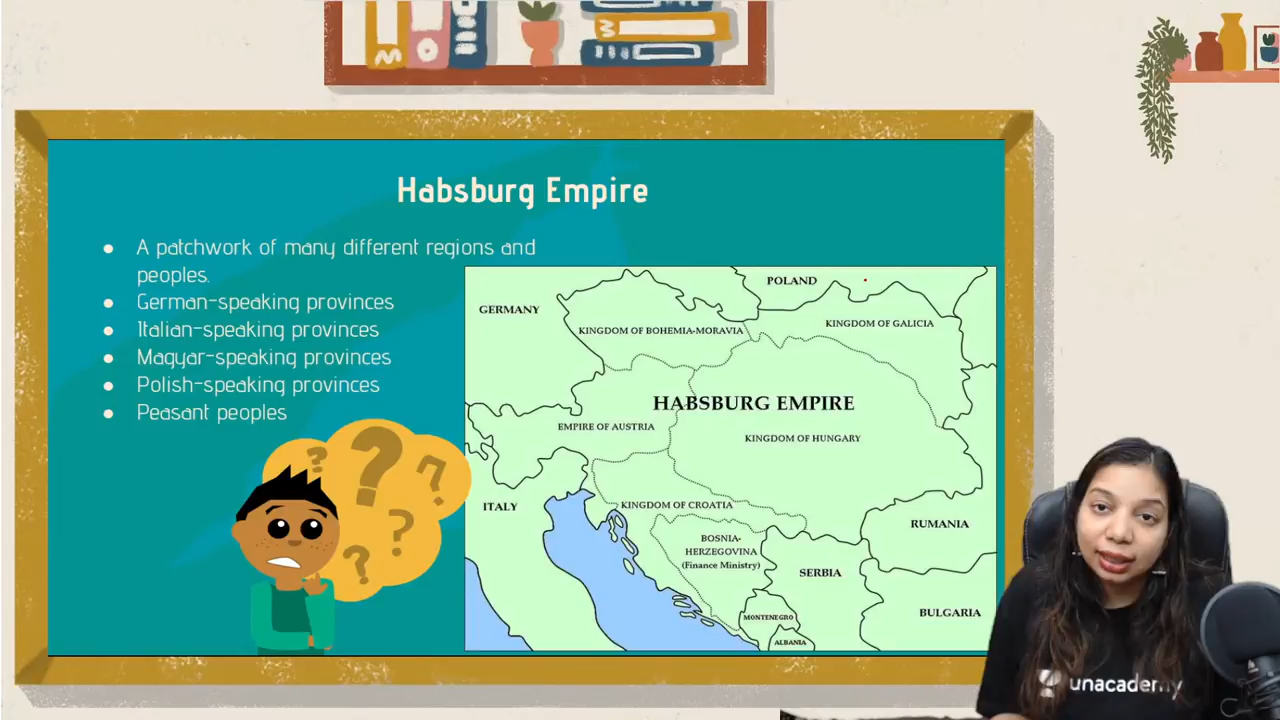 Habsburg Empire
● A patchwork of many different regions and
peoples.
● German-speaking provinces
● Italian-speaking provinces
● Magyar-speaking provinces
● Polish-speaking provinces
● Peasant peoples
? ? ? ? ?
POLAND
GERMANY
KINGDOM OF BOHEMIA-MORAVIA
KINGDOM OF GALICIA
HABSBURG EMPIRE
EMPIRE OF AUSTRIA
KINGDOM OF HUNGARY
ITALY
KINGDOM OF CROATIA
BOSNIA-
HERZEGOVINA
(Finance Ministry)
RUMANIA
SERBIA
MONTENEGRO
BULGARIA
ALBANIA
unacademy